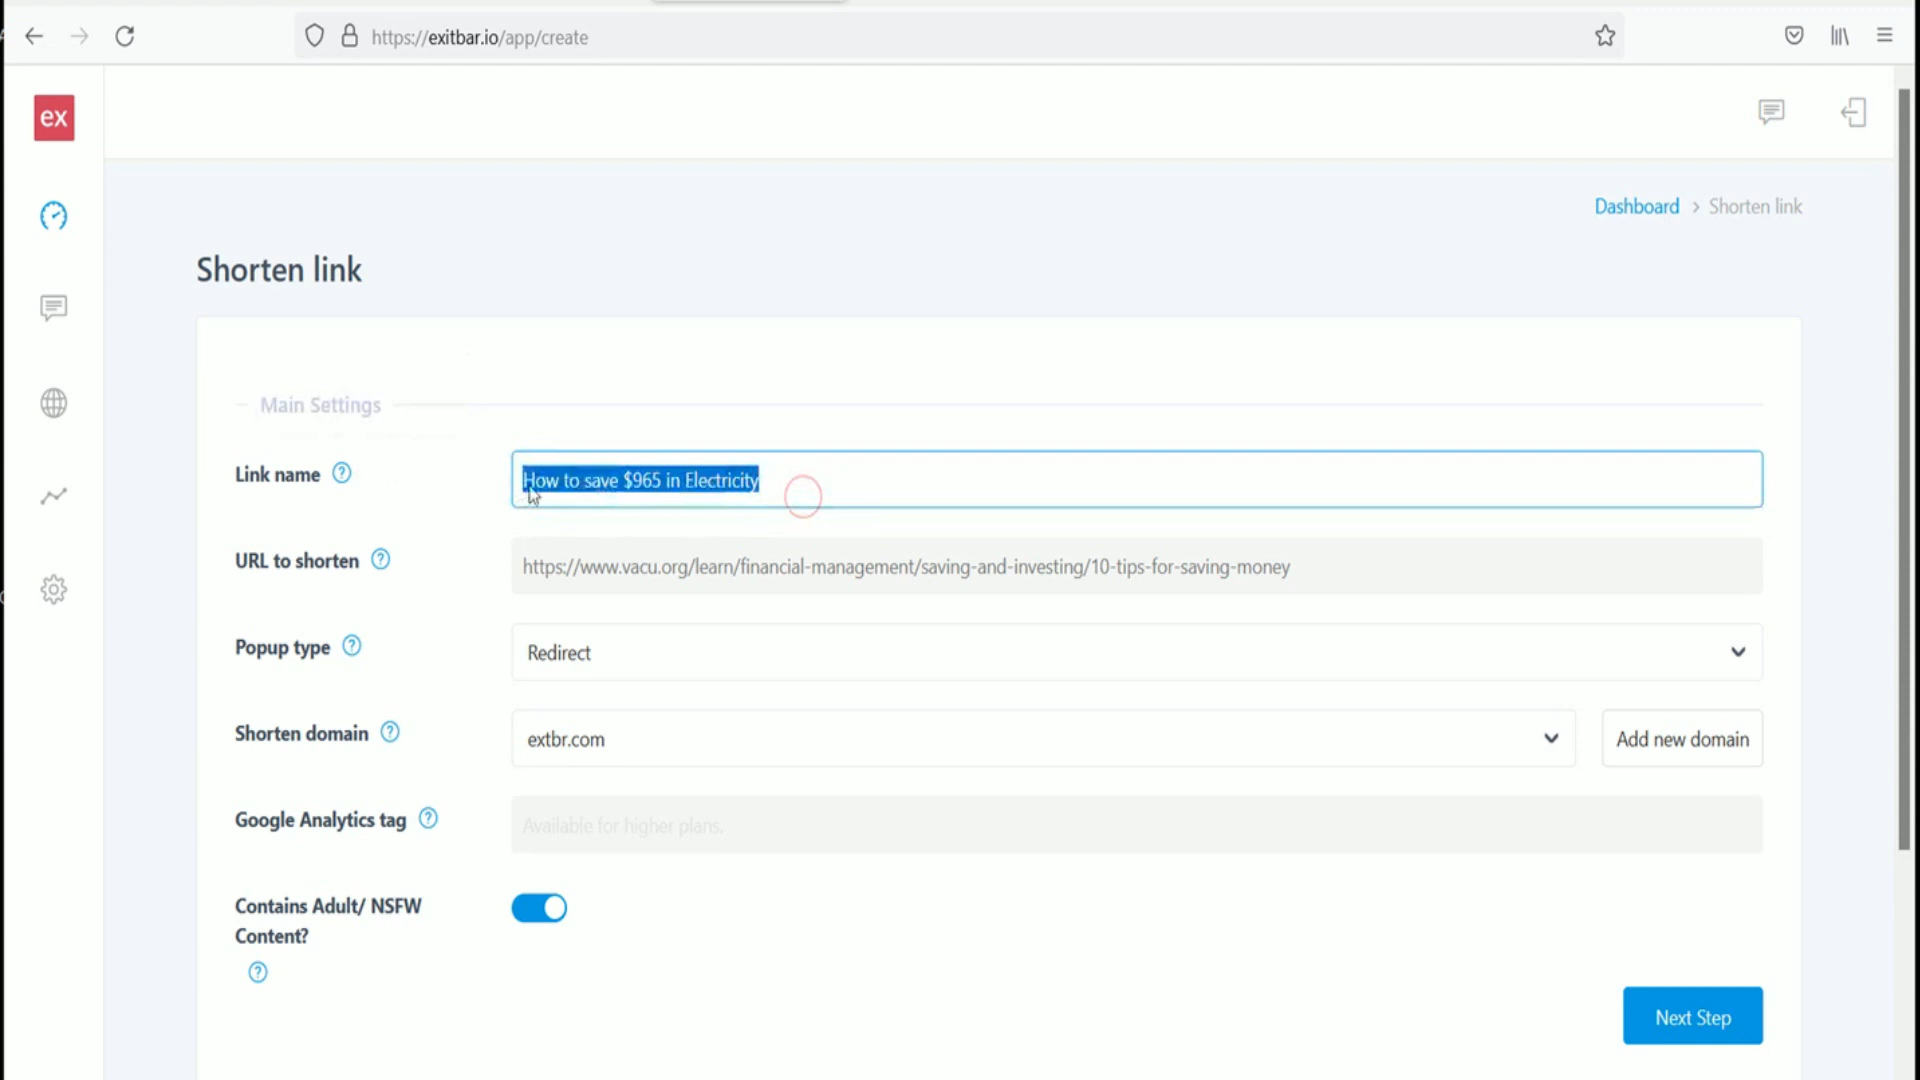 https://exitbar.io/app/create
ex
Dashboard > Shorten link
Shorten link
Main Settings
Link name ?
How to save $965 in Electricity
URL to shorten ?
https://www.vacu.org/learn/financial-management/saving-and-investing/10-tips-for-saving-money
Popup type ?
Redirect
Shorten domain ?
extbr.com
Add new domain
Google Analytics tag ?
Available for higher plans.
Contains Adult/ NSFW
Content?
?
Next Step